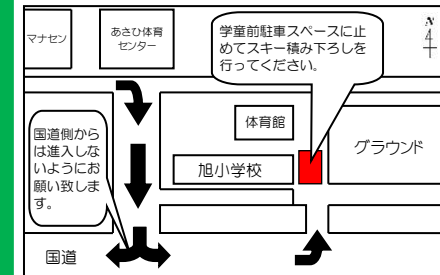 マナセン
あさひ体育
センター
学童前駐車スペースに止
めてスキー積み下ろしを
行ってください。
N
4
体育館
グラウンド
国道側から
は進入しな
いようにお
願い致しま
す。
旭小学校
国道